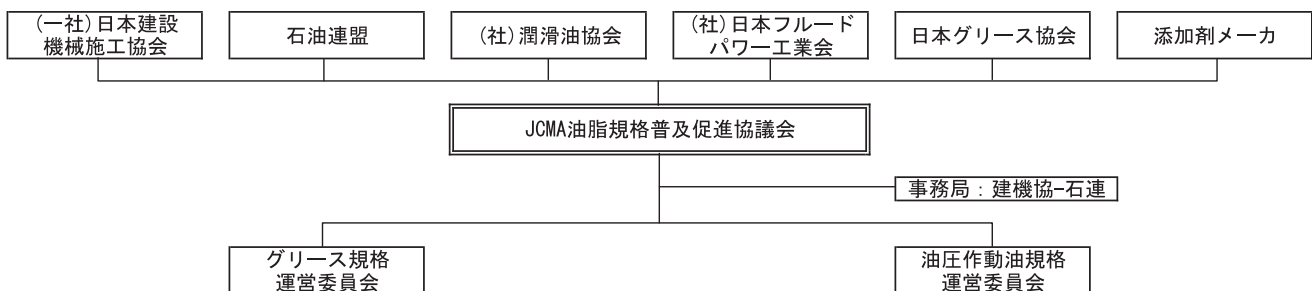 (一社)日本建設
機械施工協会
石油連盟
(社)潤滑油協会
(社)日本フルード
パワー工業会
日本グリース協会
添加剤メーカ
JCMA油脂規格普及促進協議会
事務局：建機協−石連
グリース規格
運営委員会
油圧作動油規格
運営委員会